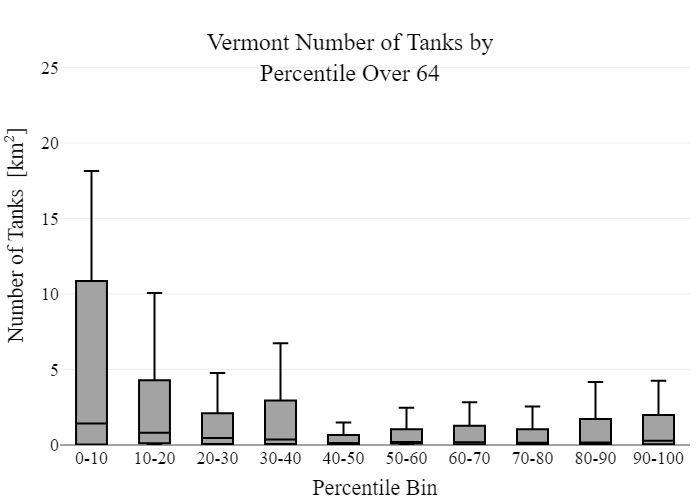 Vermont Number of Tanks by
Percentile Over 64
Number of Tanks [km²]
25
20
15
10
5
0
0-10 10-20 20-30 30-40 40-50 50-60 60-70 70-80 80-90 90-100
Percentile Bin